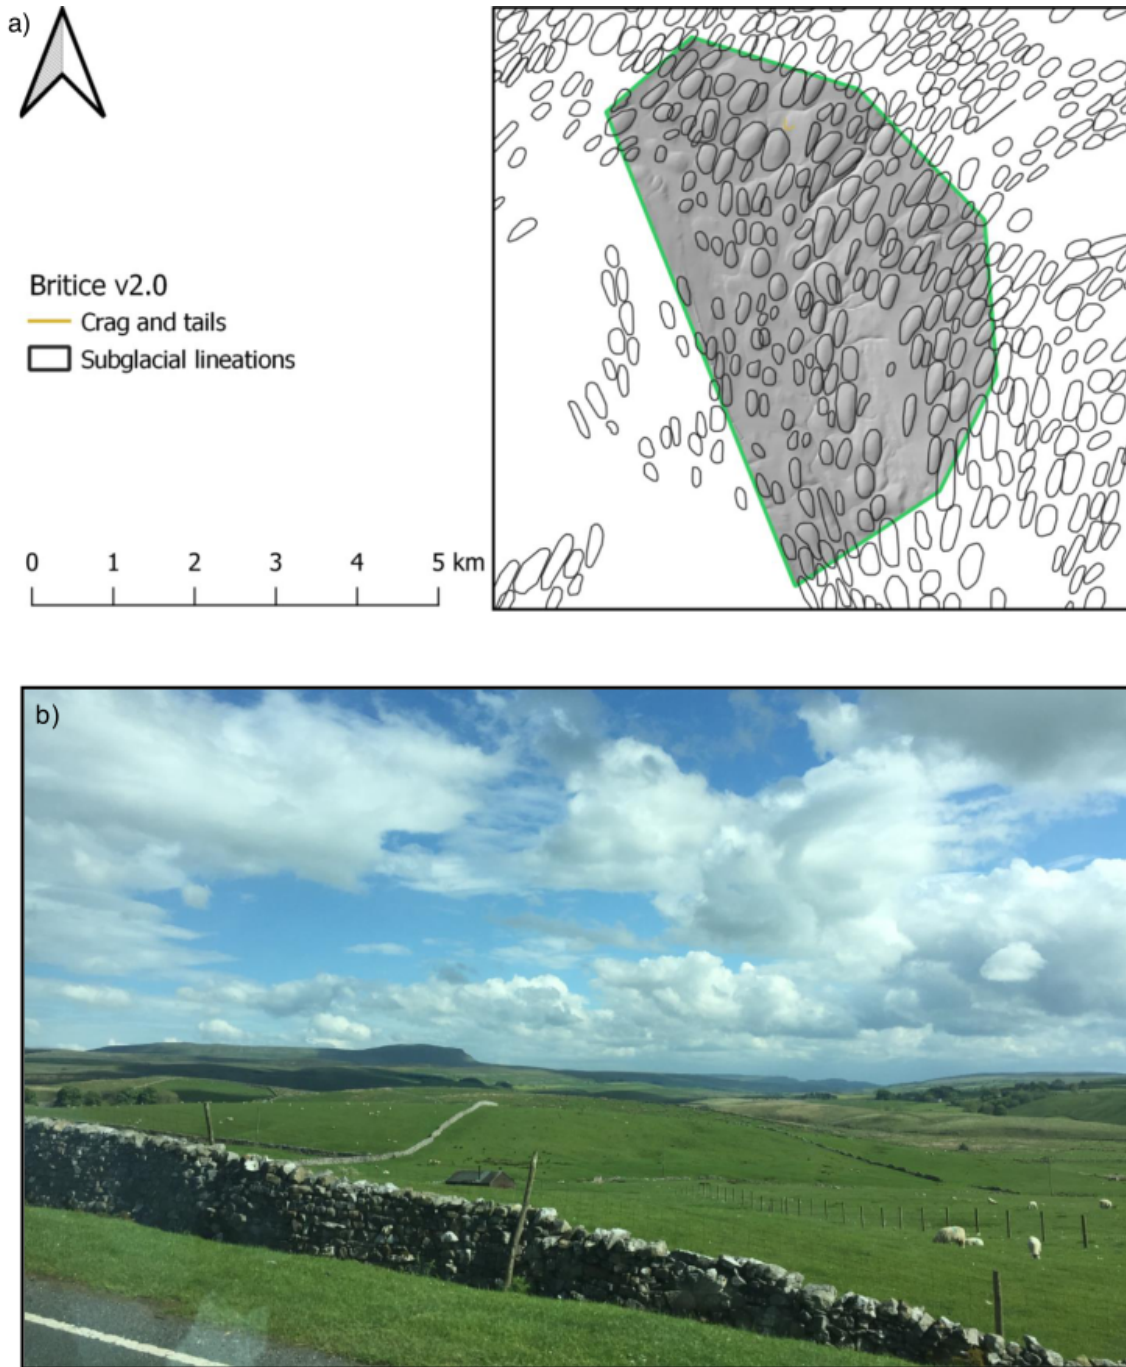 a)
Britice v2.0
Crag and tails
Subglacial lineations
0 1 2 3 4 5 km
b)